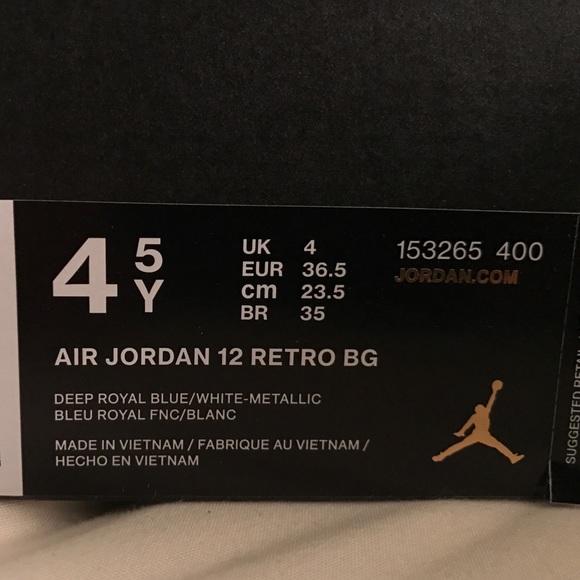 4 5 Y
UK 4
EUR 36.5
cm 23.5
BR 35
153265 400
JORDAN.COM
AIR JORDAN 12 RETRO BG
DEEP ROYAL BLUE/WHITE-METALLIC
BLEU ROYAL FNC/BLANC
MADE IN VIETNAM / FABRIQUE AU VIETNAM /
HECHO EN VIETNAM
SUGGESTED RETAIL